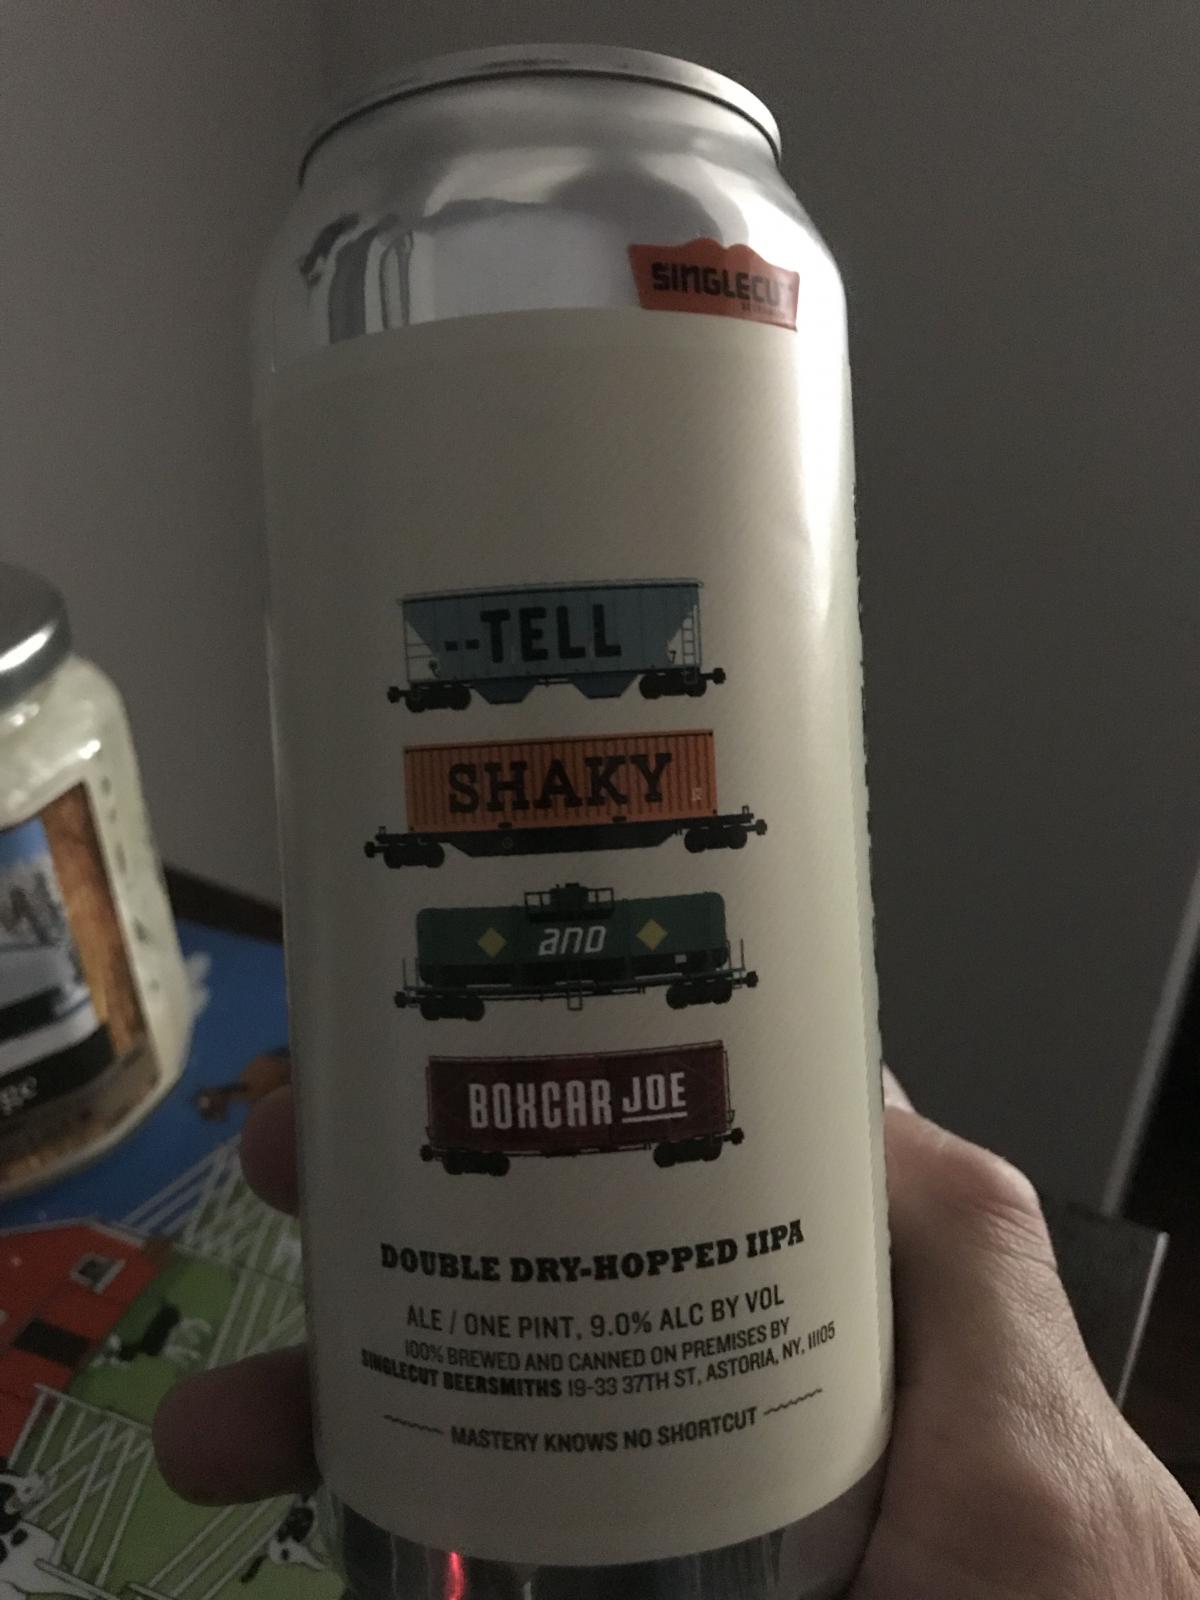 SINGLECUT
--TELL
SHAKY
and
BOXCAR JOE
DOUBLE DRY-HOPPED IIPA
ALE / ONE PINT, 9.0% ALC BY VOL
100% BREWED AND CANNED ON PREMISES BY
SINGLECUT BEERSMITHS 19-33 37TH ST, ASTORIA, NY, 11105
MASTERY KNOWS NO SHORTCUT